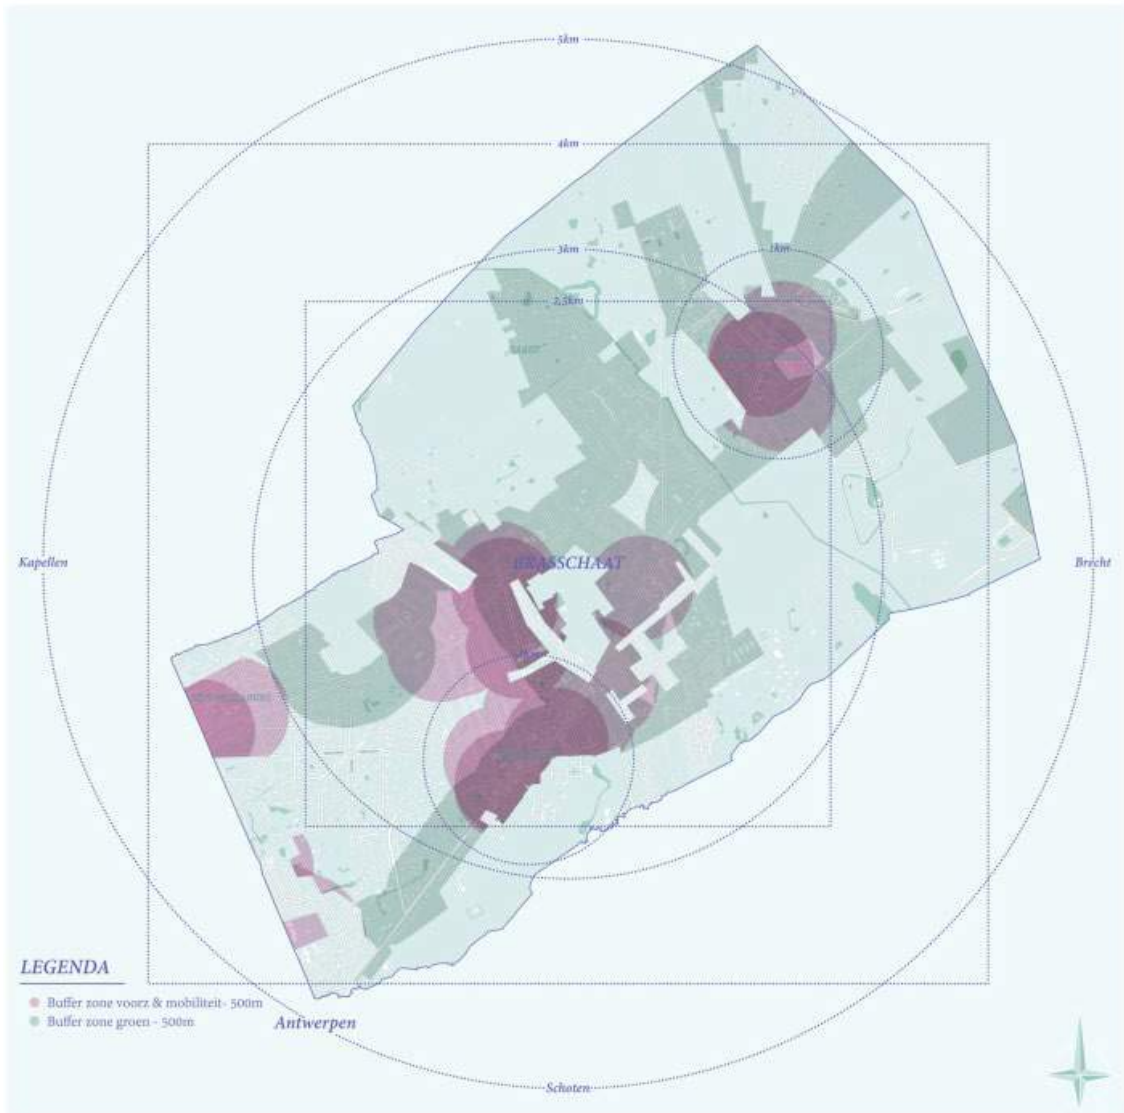 5km
4km
3km
1km
2,5km
Kapellen
BRASSCHAAT
Brecht
LEGENDA
Buffer zone voorz & mobiliteit- 500m
Buffer zone groen - 500m
Antwerpen
Schoten